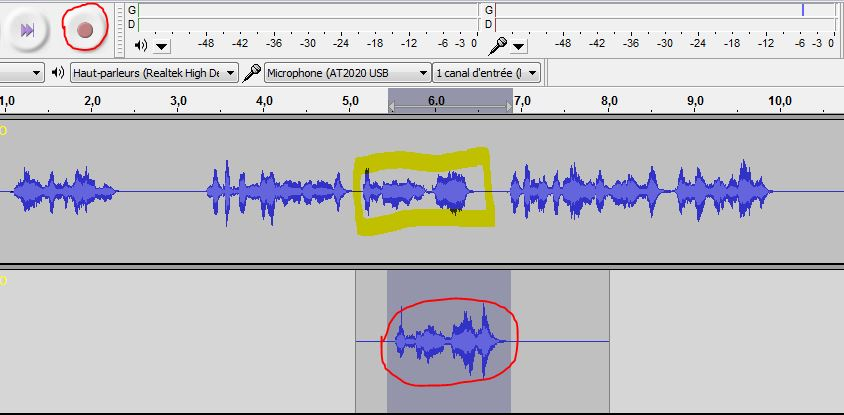 G
D
-48 -42 -36 -30 -24 -18 -12 -6 -3 0
G
D
-48 -42 -36 -30 -24 -18 -12 -6 -3 0
Haut-parleurs (Realtek High De
Microphone (AT2020 USB
1 canal d'entrée (I
1,0 2,0 3,0 4,0 5,0 6,0 7,0 8,0 9,0 10,0
0
0